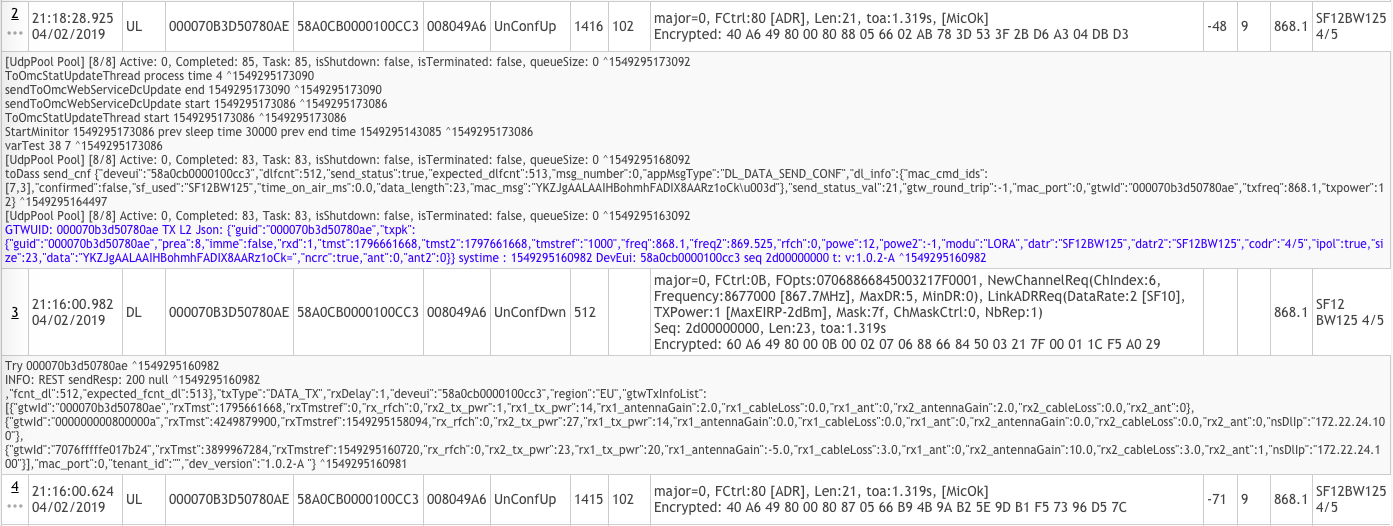 2 21:18:28.925 04/02/2019 UL 000070B3D50780AE 58A0CB0000100CC3 008049A6 UnConfUp 1416 102 major=0, FCtrl:80 [ADR], Len:21, toa:1.319s, [MicOk] -48 9 868.1 SF12BW125 4/5
Encrypted: 40 A6 49 80 00 80 88 05 66 02 AB 78 3D 53 3F 2B D6 A3 04 DB D3
[UdpPool Pool] [8/8] Active: 0, Completed: 85, Task: 85, isShutdown: false, isTerminated: false, queueSize: 0 ^1549295173092
ToOmcStatUpdateThread process time 4 ^1549295173090
sendToOmcWebServiceDcUpdate end 1549295173090 ^1549295173090
sendToOmcWebServiceDcUpdate start 1549295173086 ^1549295173086
ToOmcStatUpdateThread start 1549295173086 ^1549295173086
StartMinitor 1549295173086 prev sleep time 30000 prev end time 1549295143085 ^1549295173086
varTest 38 7 ^1549295173086
[UdpPool Pool] [8/8] Active: 0, Completed: 83, Task: 83, isShutdown: false, isTerminated: false, queueSize: 0 ^1549295168092
toDass send_cnf {"deveui":"58a0cb0000100cc3","dlfcnt":512,"send_status":true,"expected_dlfcnt":513,"msg_number":0,"appMsgType":"DL_DATA_SEND_CONF","dl_info":{"mac_cmd_ids":
[7,3],"confirmed":false,"sf_used":"SF12BW125","time_on_air_ms":0.0,"data_length":23,"mac_msg":"YKZJgAALAAIHBohmhFADIX8AARz1oCk\u003d"},"send_status_val":21,"gtw_round_trip":-1,"mac_port":0,"gtwId":"000070b3d50780ae","txfreq":868.1,"txpower":1
2} ^1549295164497
[UdpPool Pool] [8/8] Active: 0, Completed: 83, Task: 83, isShutdown: false, isTerminated: false, queueSize: 0 ^1549295163092
GTWUID: 000070b3d50780ae TX L2 Json: {"guid":"000070b3d50780ae","txpk":
{"guid":"000070b3d50780ae","prea":8,"imme":false,"rxd":1,"tmst":1796661668,"tmst2":1797661668,"tmstref":"1000","freq":868.1,"freq2":869.525,"rfch":0,"powe":12,"powe2":-1,"modu":"LORA","datr":"SF12BW125","datr2":"SF12BW125","codr":"4/5","ipol":true,"si
ze":23,"data":"YKZJgAALAAIHBohmhFADIX8AARz1oCk=","ncrc":true,"ant":0,"ant2":0}} systime : 1549295160982 DevEui: 58a0cb0000100cc3 seq 2d00000000 t: v:1.0.2-A ^1549295160982
3 21:16:00.982 04/02/2019 DL 000070B3D50780AE 58A0CB0000100CC3 008049A6 UnConfDwn 512 major=0, FCtrl:0B, FOpts:07068866845003217F0001, NewChannelReq(ChIndex:6, 868.1 SF12 BW125 4/5
Frequency:8677000 [867.7MHz], MaxDR:5, MinDR:0), LinkADRReq(DataRate:2 [SF10],
TXPower:1 [MaxEIRP-2dBm], Mask:7f, ChMaskCtrl:0, NbRep:1)
Seq: 2d00000000, Len:23, toa:1.319s
Encrypted: 60 A6 49 80 00 0B 00 02 07 06 88 66 84 50 03 21 7F 00 01 1C F5 A0 29
Try 000070b3d50780ae ^1549295160982
INFO: REST sendResp: 200 null ^1549295160982
,"fcnt_dl":512,"expected_fcnt_dl":513},"txType":"DATA_TX","rxDelay":1,"deveui":"58a0cb0000100cc3","region":"EU","gtwTxInfoList":
[{"gtwId":"000070b3d50780ae","rxTmst":1795661668,"rxTmstref":0,"rx_rfch":0,"rx2_tx_pwr":1,"rx1_tx_pwr":14,"rx1_antennaGain":2.0,"rx1_cableLoss":0.0,"rx1_ant":0,"rx2_antennaGain":2.0,"rx2_cableLoss":0.0,"rx2_ant":0},
{"gtwId":"000000000800000a","rxTmst":4249879900,"rxTmstref":1549295158094,"rx_rfch":0,"rx2_tx_pwr":27,"rx1_tx_pwr":14,"rx1_antennaGain":0.0,"rx1_cableLoss":0.0,"rx1_ant":0,"rx2_antennaGain":0.0,"rx2_cableLoss":0.0,"rx2_ant":0,"nsDlIp":"172.22.24.10
0"},
{"gtwId":"7076fffffe017b24","rxTmst":3899967284,"rxTmstref":1549295160720,"rx_rfch":0,"rx2_tx_pwr":23,"rx1_tx_pwr":20,"rx1_antennaGain":-5.0,"rx1_cableLoss":3.0,"rx1_ant":0,"rx2_antennaGain":10.0,"rx2_cableLoss":3.0,"rx2_ant":1,"nsDlIp":"172.22.24.1
00"}],"mac_port":0,"tenant_id":"","dev_version":"1.0.2-A "} ^1549295160981
4 21:16:00.624 04/02/2019 UL 000070B3D50780AE 58A0CB0000100CC3 008049A6 UnConfUp 1415 102 major=0, FCtrl:80 [ADR], Len:21, toa:1.319s, [MicOk] -71 9 868.1 SF12BW125 4/5
Encrypted: 40 A6 49 80 00 80 87 05 66 B9 4B 9A B2 5E 9D B1 F5 73 96 D5 7C